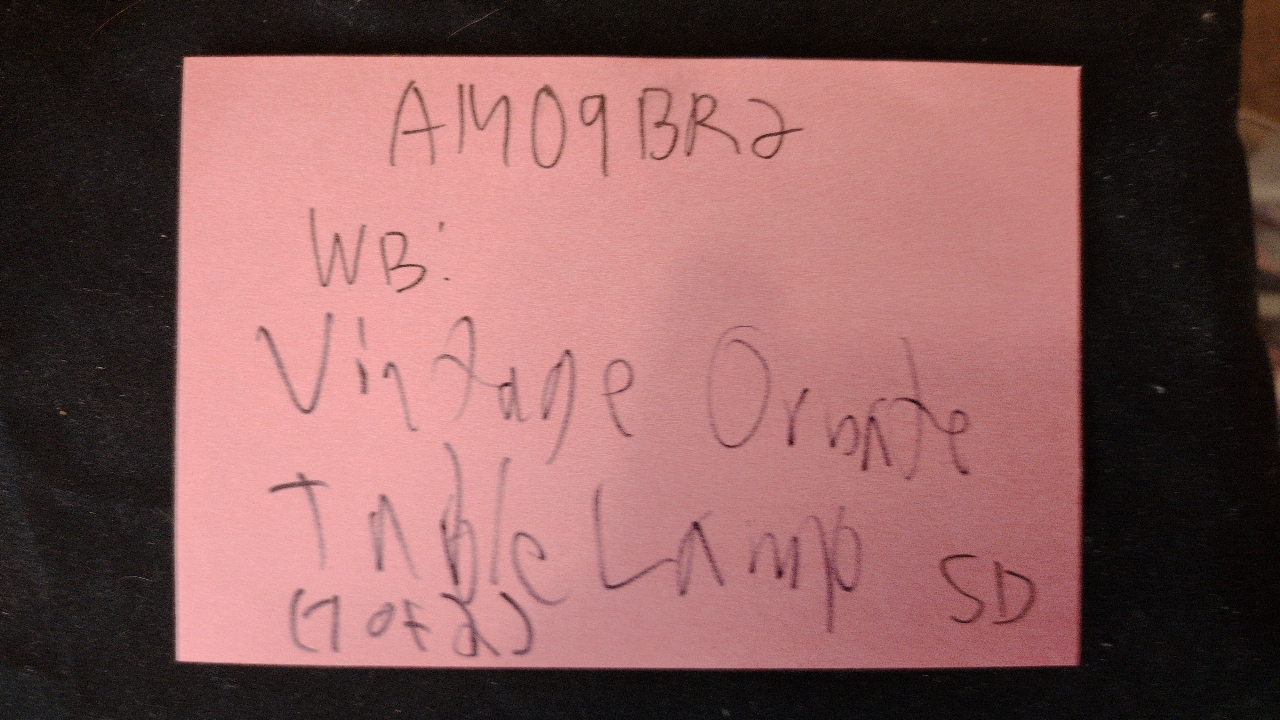 AM09BR2
WB:
Vintage Ornate
Table Lamp SD
(1 of 2)